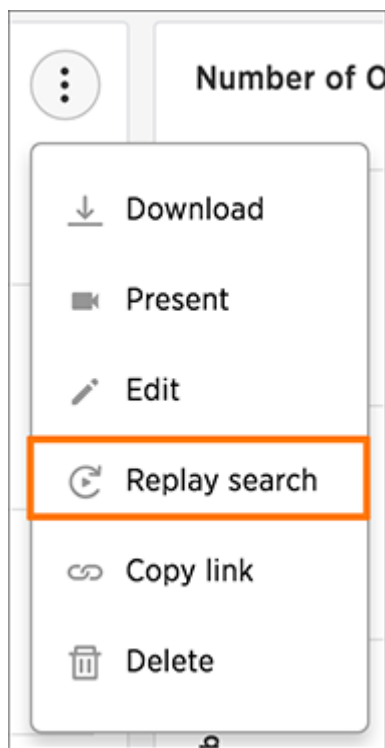 Number of
Download
Present
Edit
Replay search
Copy link
Delete